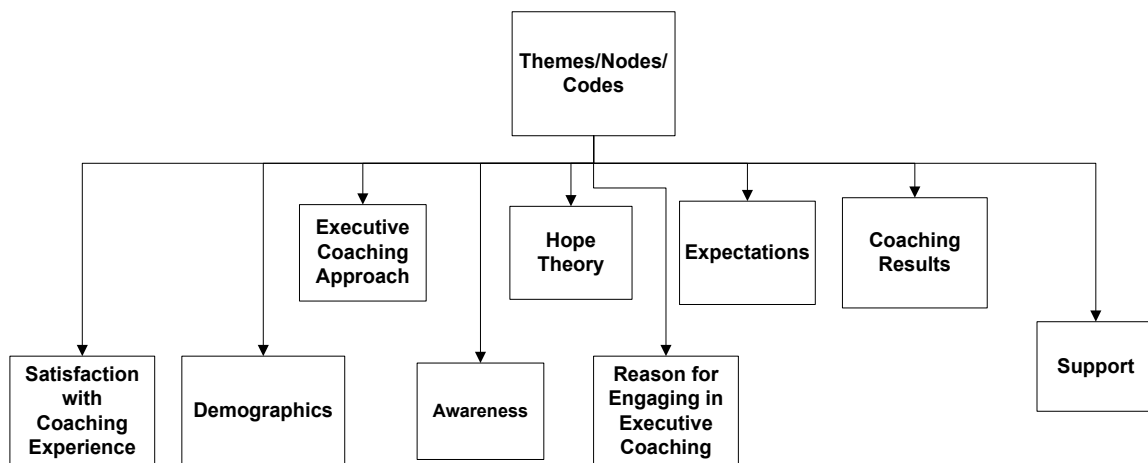 Themes/Nodes/
Codes
Executive
Coaching
Approach
Hope
Theory
Expectations
Coaching
Results
Satisfaction
with
Coaching
Experience
Demographics
Awareness
Reason for
Engaging in
Executive
Coaching
Support